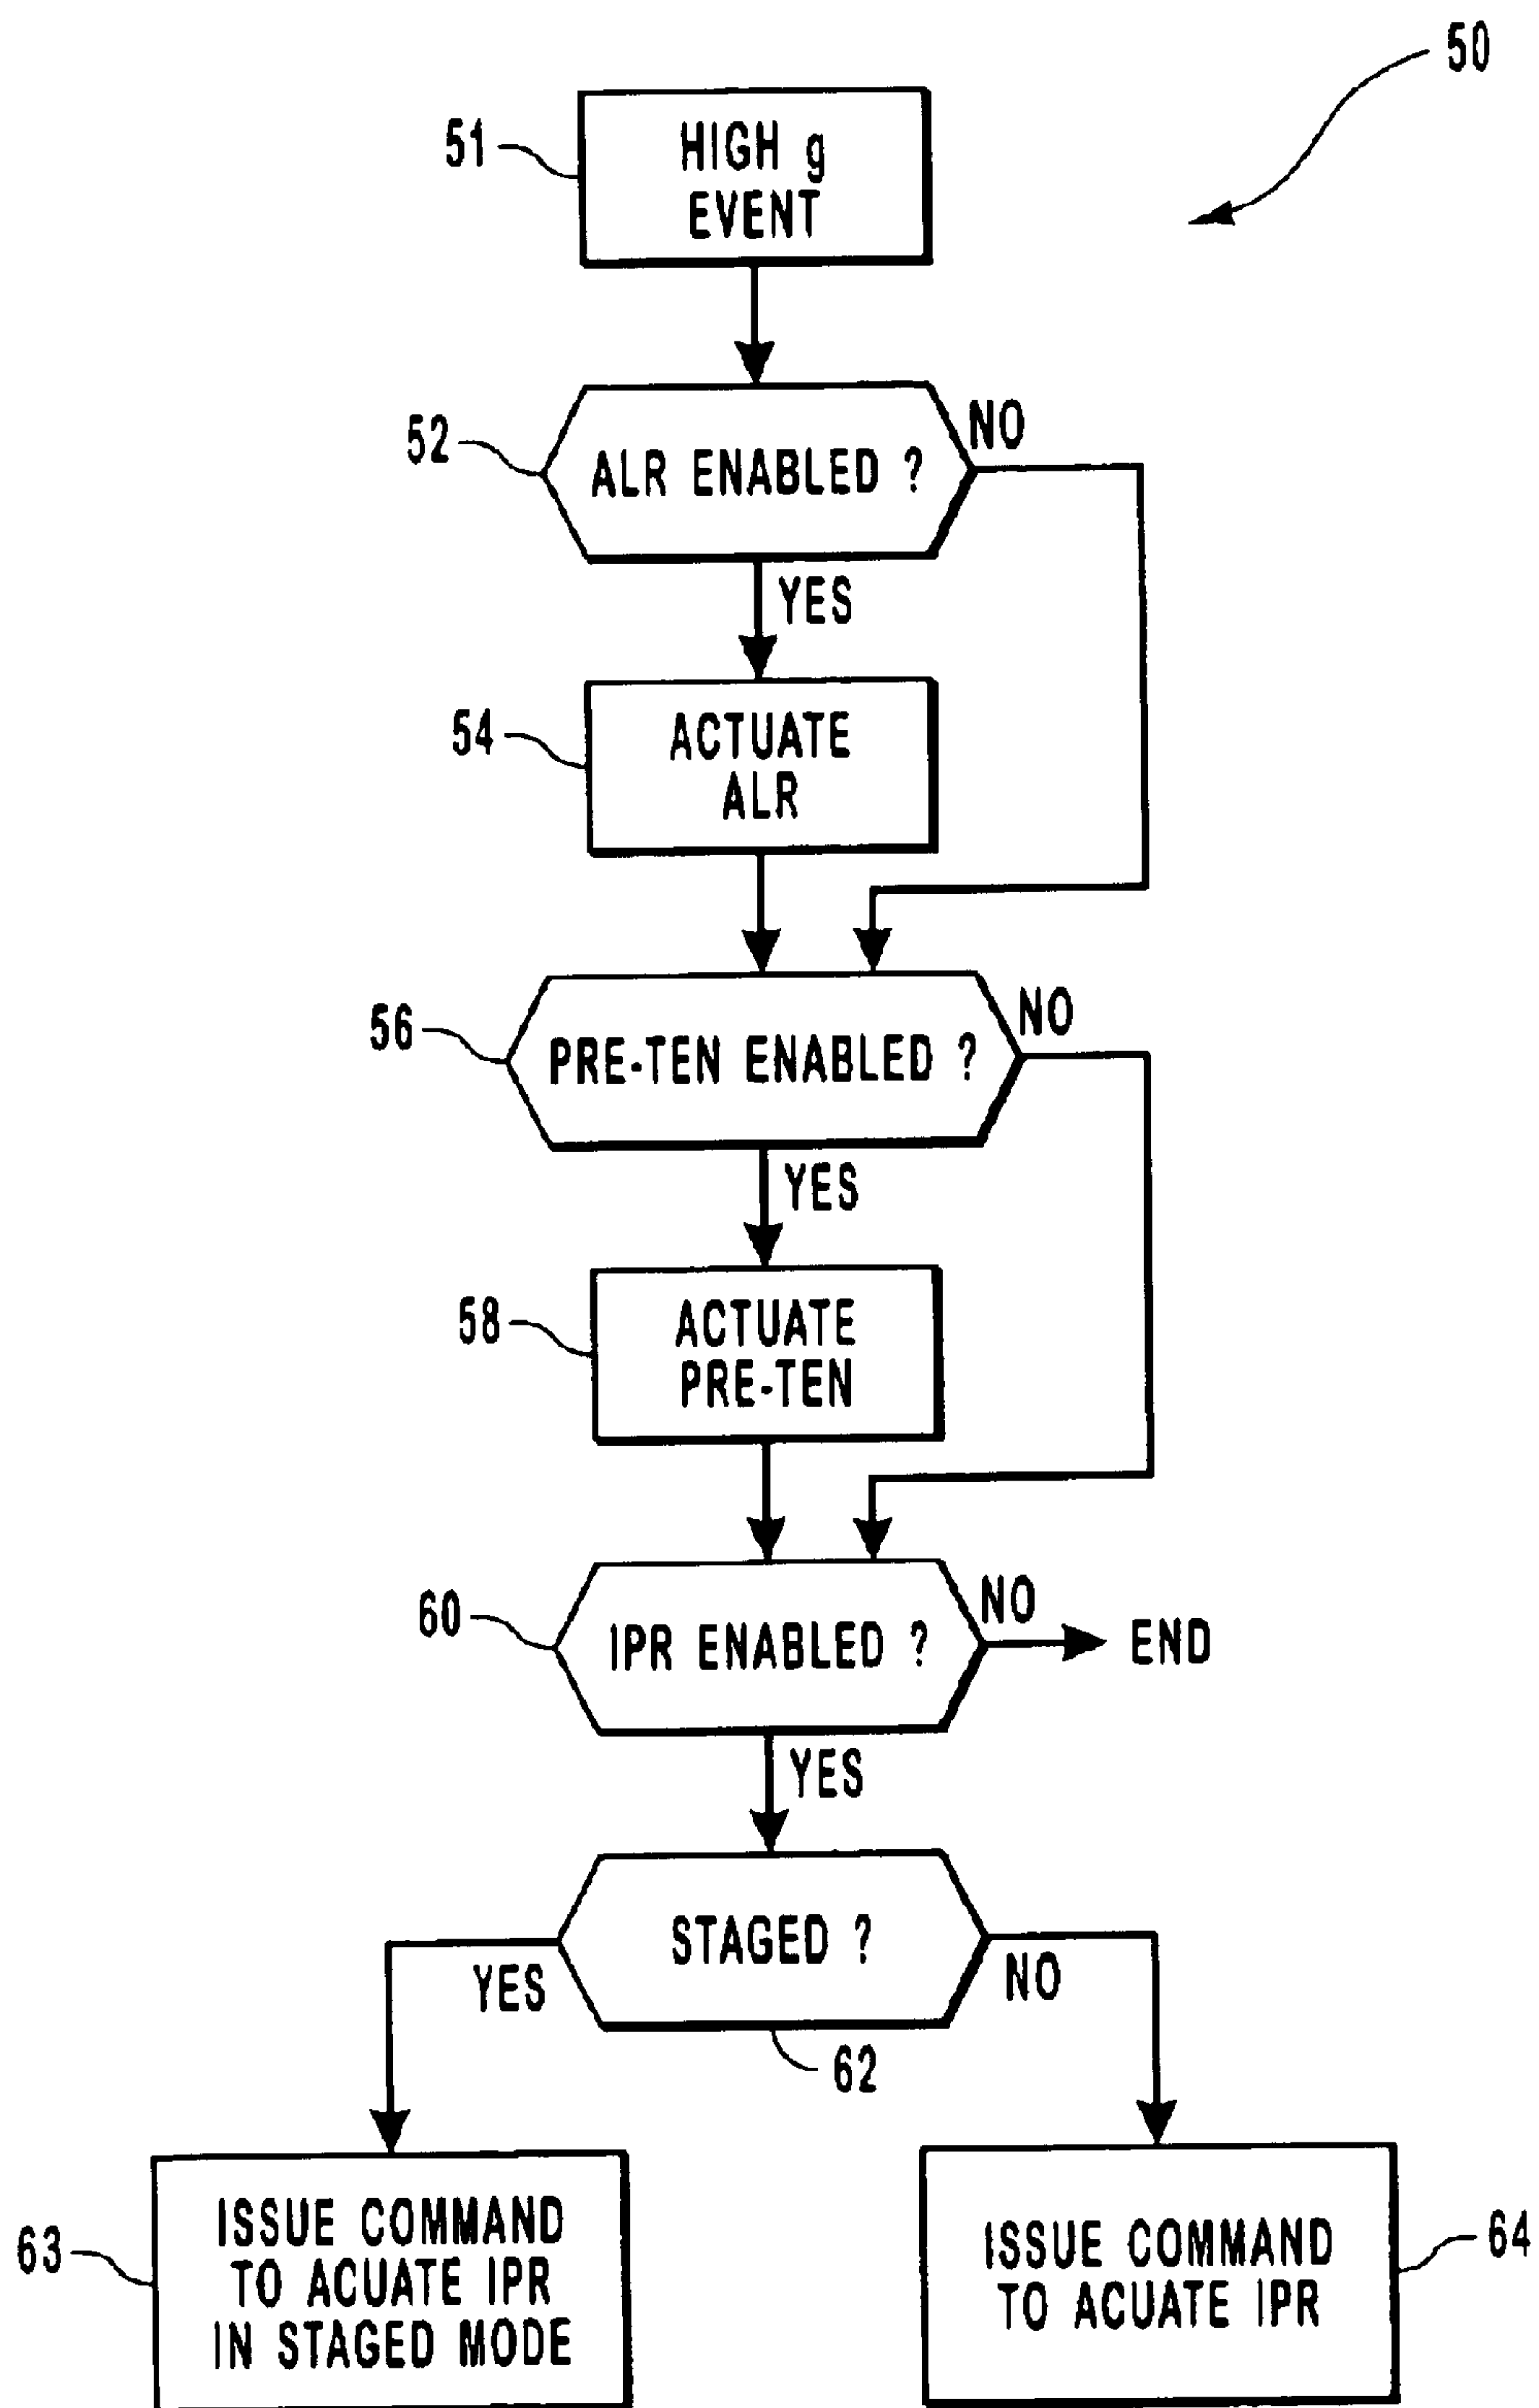 50
51
HIGH g
EVENT
52
ALR ENABLED ?
NO
YES
54
ACTUATE
ALR
56
PRE-TEN ENABLED ?
NO
YES
58
ACTUATE
PRE-TEN
60
IPR ENABLED ?
NO
END
YES
STAGED ?
YES
NO
62
63
ISSUE COMMAND
TO ACUATE IPR
IN STAGED MODE
ISSUE COMMAND
TO ACUATE IPR
64